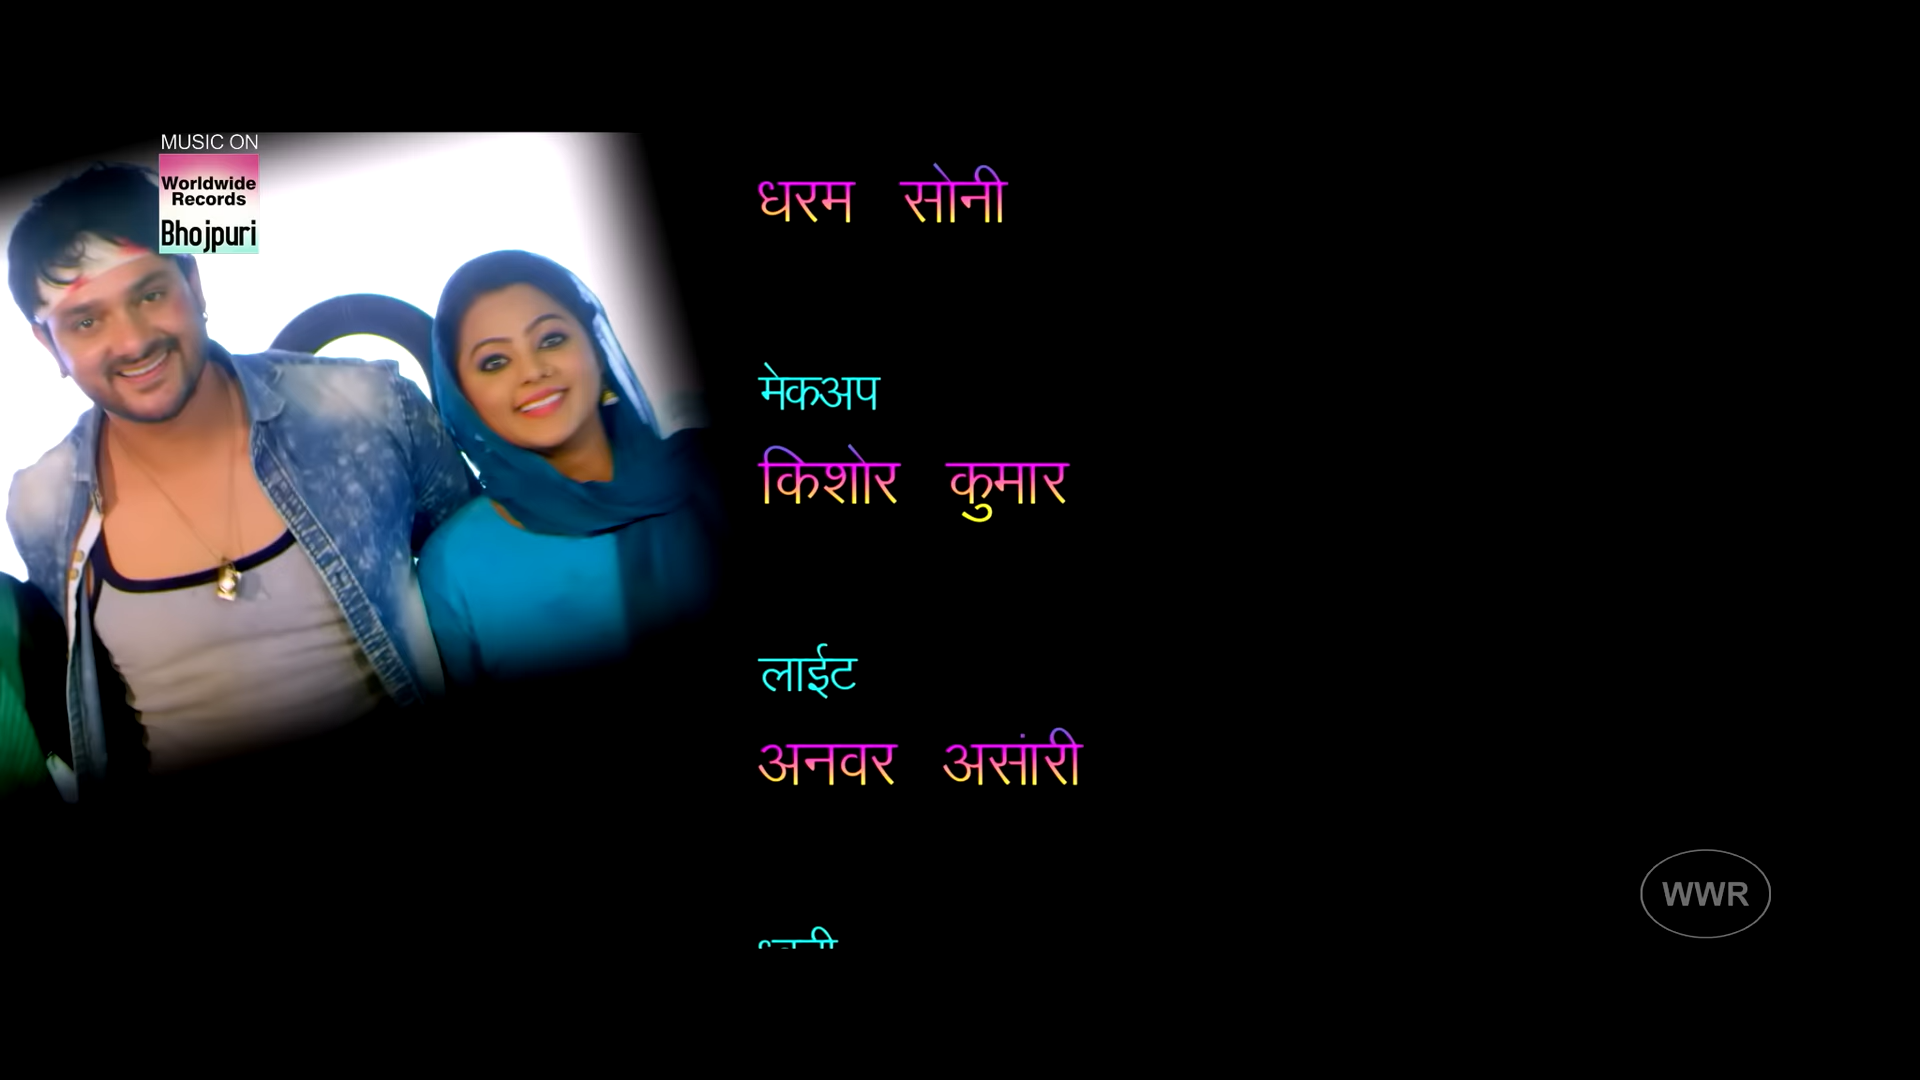 MUSIC ON
Worldwide
Records
Bhojpuri
धरम सोनी
मेकअप
किशोर कुमार
लाईट
अनवर असांरी
WWR